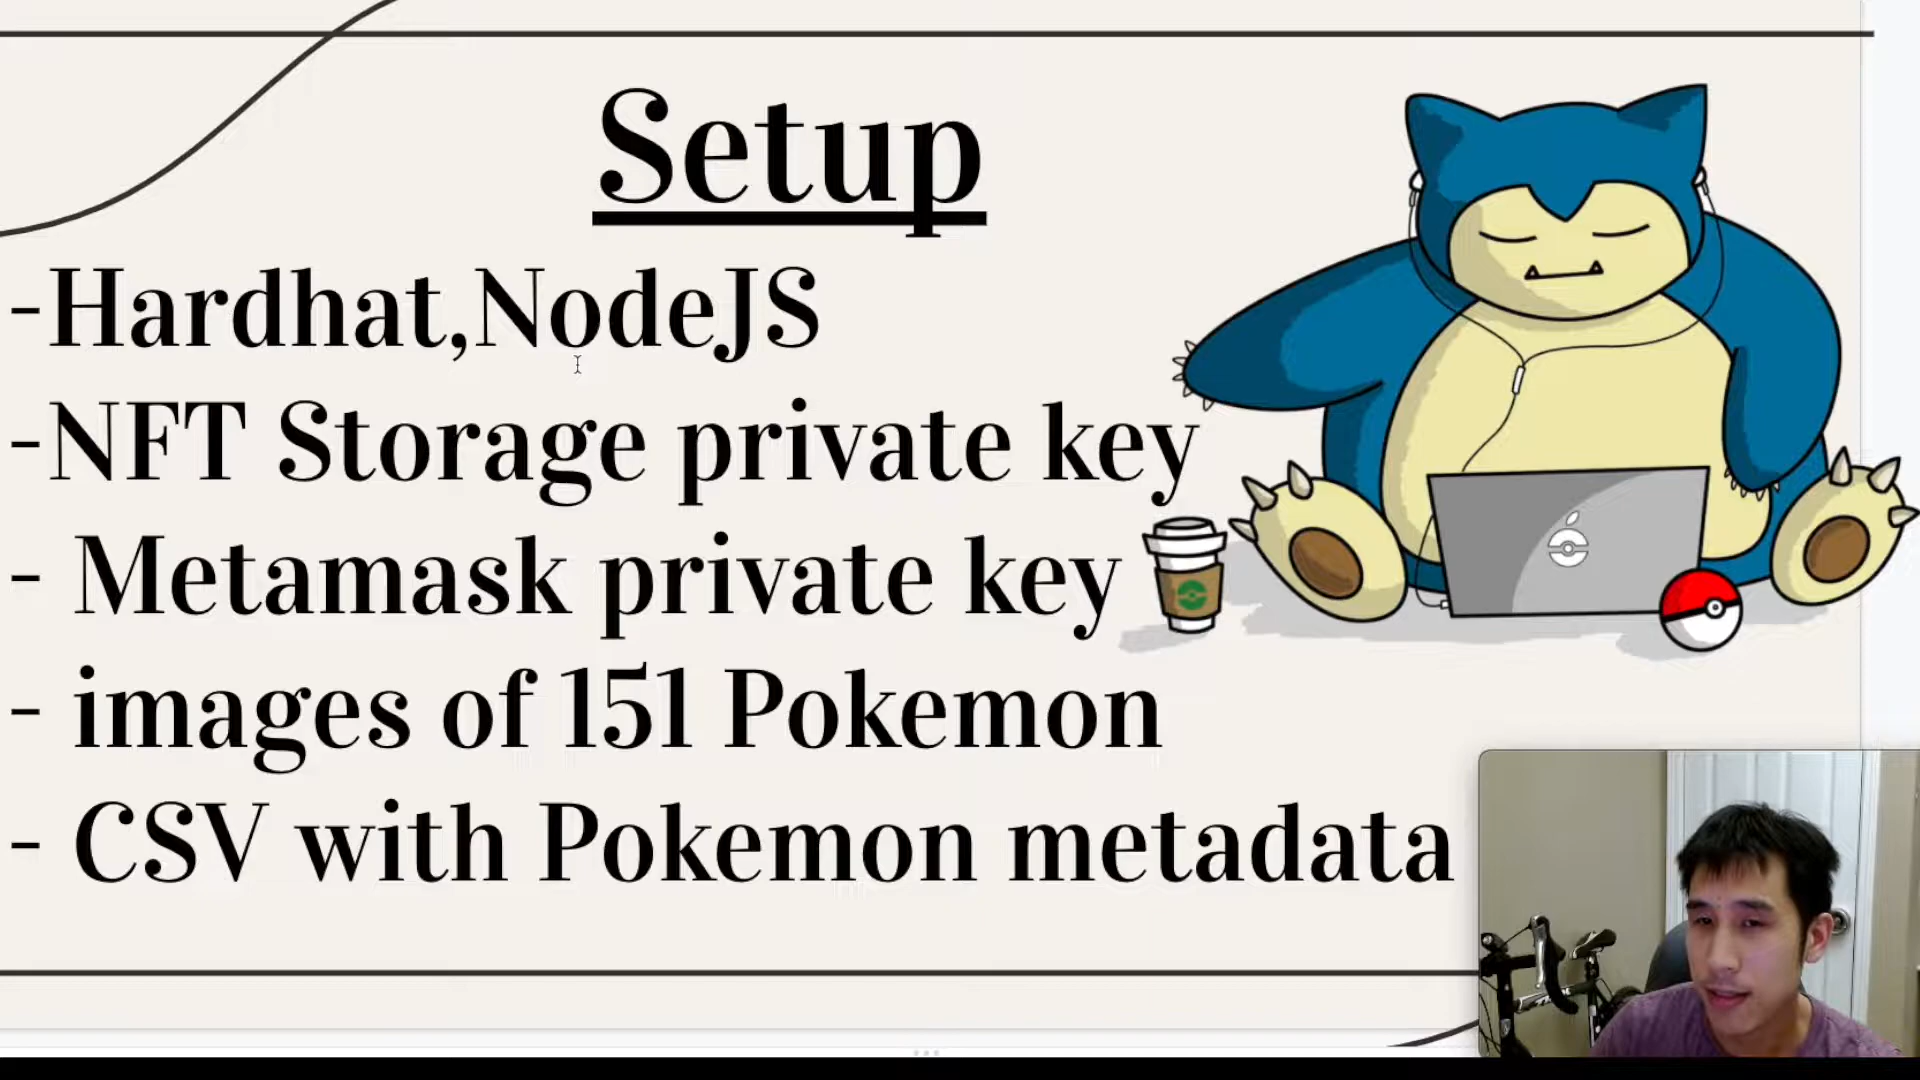 Setup
-Hardhat,NodeJS
-NFT Storage private key
- Metamask private key
- images of 151 Pokemon
- CSV with Pokemon metadata